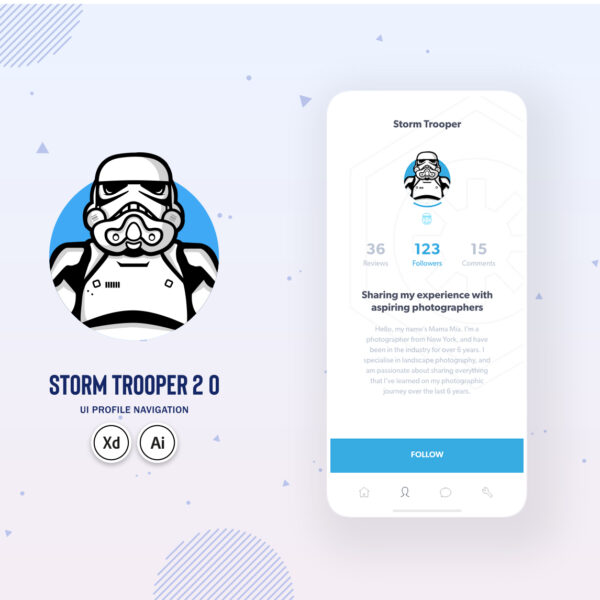 STORM TROOPER 2 0
UI PROFILE NAVIGATION
Xd Ai
Storm Trooper
36 123 15
Reviews Followers Comments
Sharing my experience with
aspiring photographers
Hello, my name's Mama Mia, I'm a
photographer from New York, and have
been in the industry for over 6 years. I
specialise in landscape photography, and
am passionate about sharing everything
that I've learned on my photographic
journey over the last 6 years.
FOLLOW